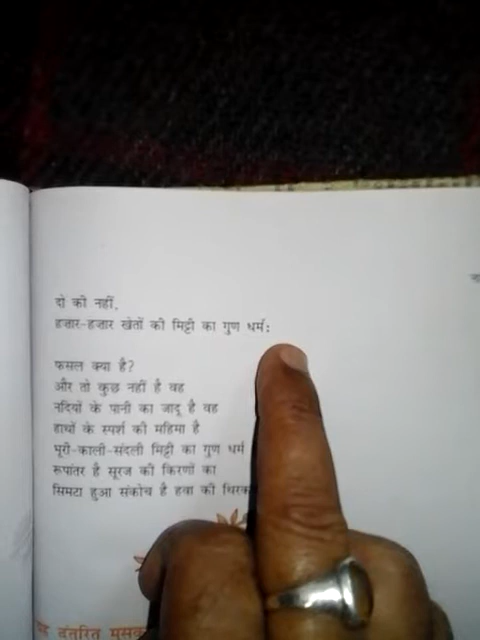 दो की नहीं,
हजार-हजार खेतों की मिट्टी का गुण धर्म:
फसल क्या है?
और तो कुछ नहीं है वह
नदियों के पानी का जादू है वह
हाथों के स्पर्श की महिमा है
भूरी-काली-संदली मिट्टी का गुण धर्म
रूपांतर है सूरज की किरणों का
सिमटा हुआ संकोच है हवा की
दंतुरित